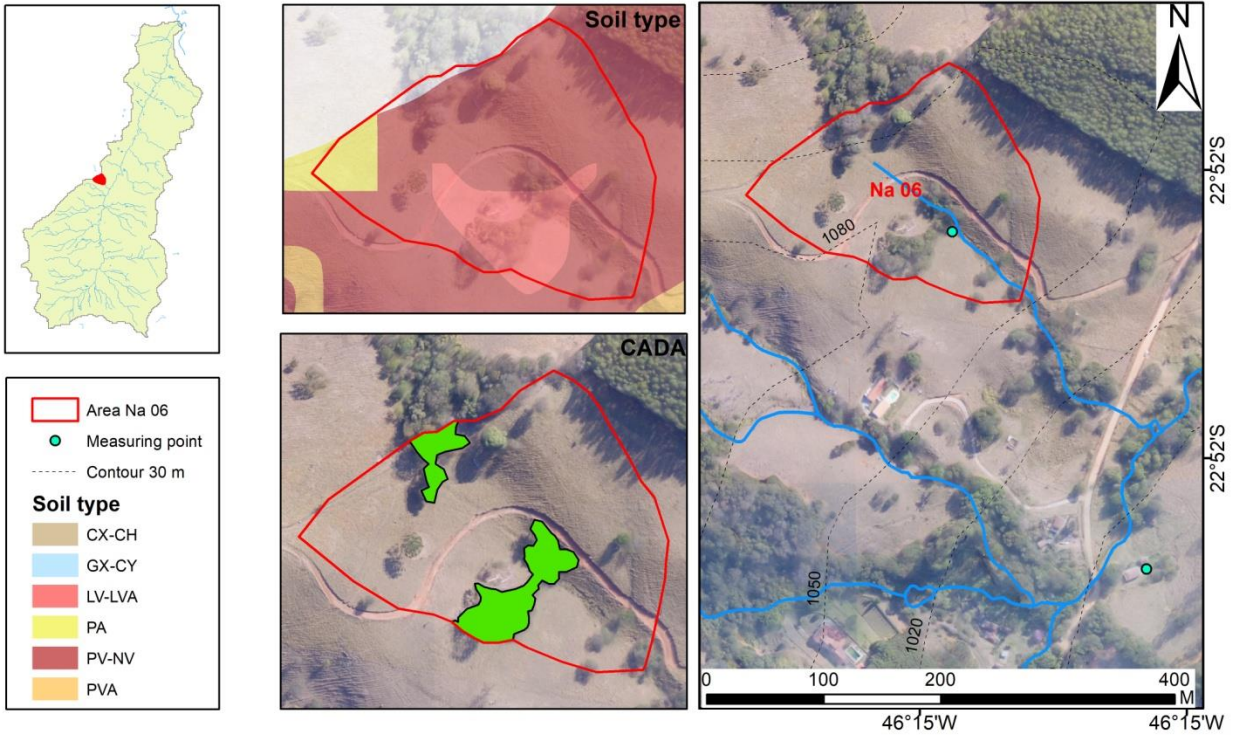 Area Na 06
Measuring point
Contour 30 m
Soil type
CX-CH
GX-CY
LV-LVA
PA
PV-NV
PVA
Soil type
CADA
N
Na 06
1080
1050
1020
0 100 200 400
M
22°52'S
22°52'S
46°15'W
46°15'W